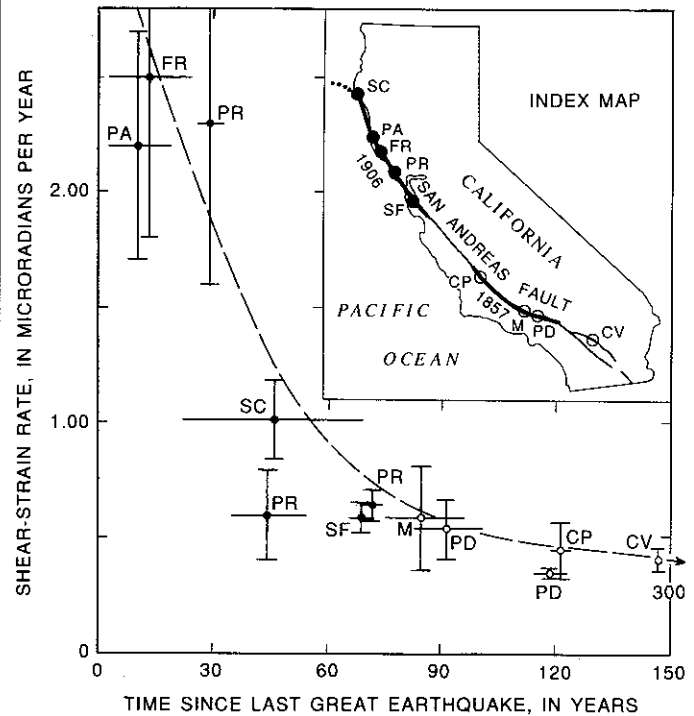 SHEAR-STRAIN RATE, IN MICRORADIANS PER YEAR
2.00
1.00
0
FR
PA
PR
SC
PR
PR
SF
M
PD
CP
PD
CV
300
0
30
60
90
120
150
TIME SINCE LAST GREAT EARTHQUAKE, IN YEARS
INDEX MAP
SC
PA
FR
PR
1906
SF
SAN ANDREAS FAULT
CALIFORNIA
CP
1857
M
PD
CV
PACIFIC
OCEAN